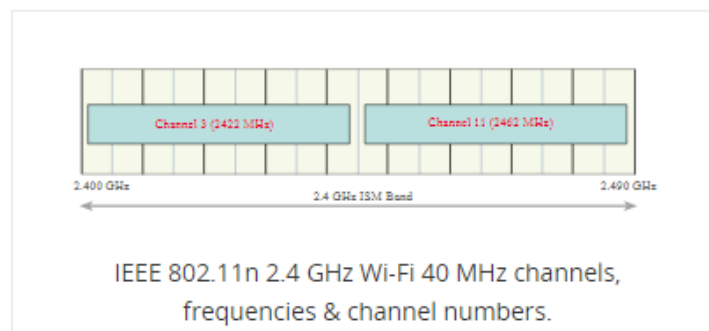 Channel 3 (2422 MHz)
Channel 11 (2462 MHz)
2.400 GHz
2.490 GHz
2.4 GHz ISM Band
IEEE 802.11n 2.4 GHz Wi-Fi 40 MHz channels,
frequencies & channel numbers.